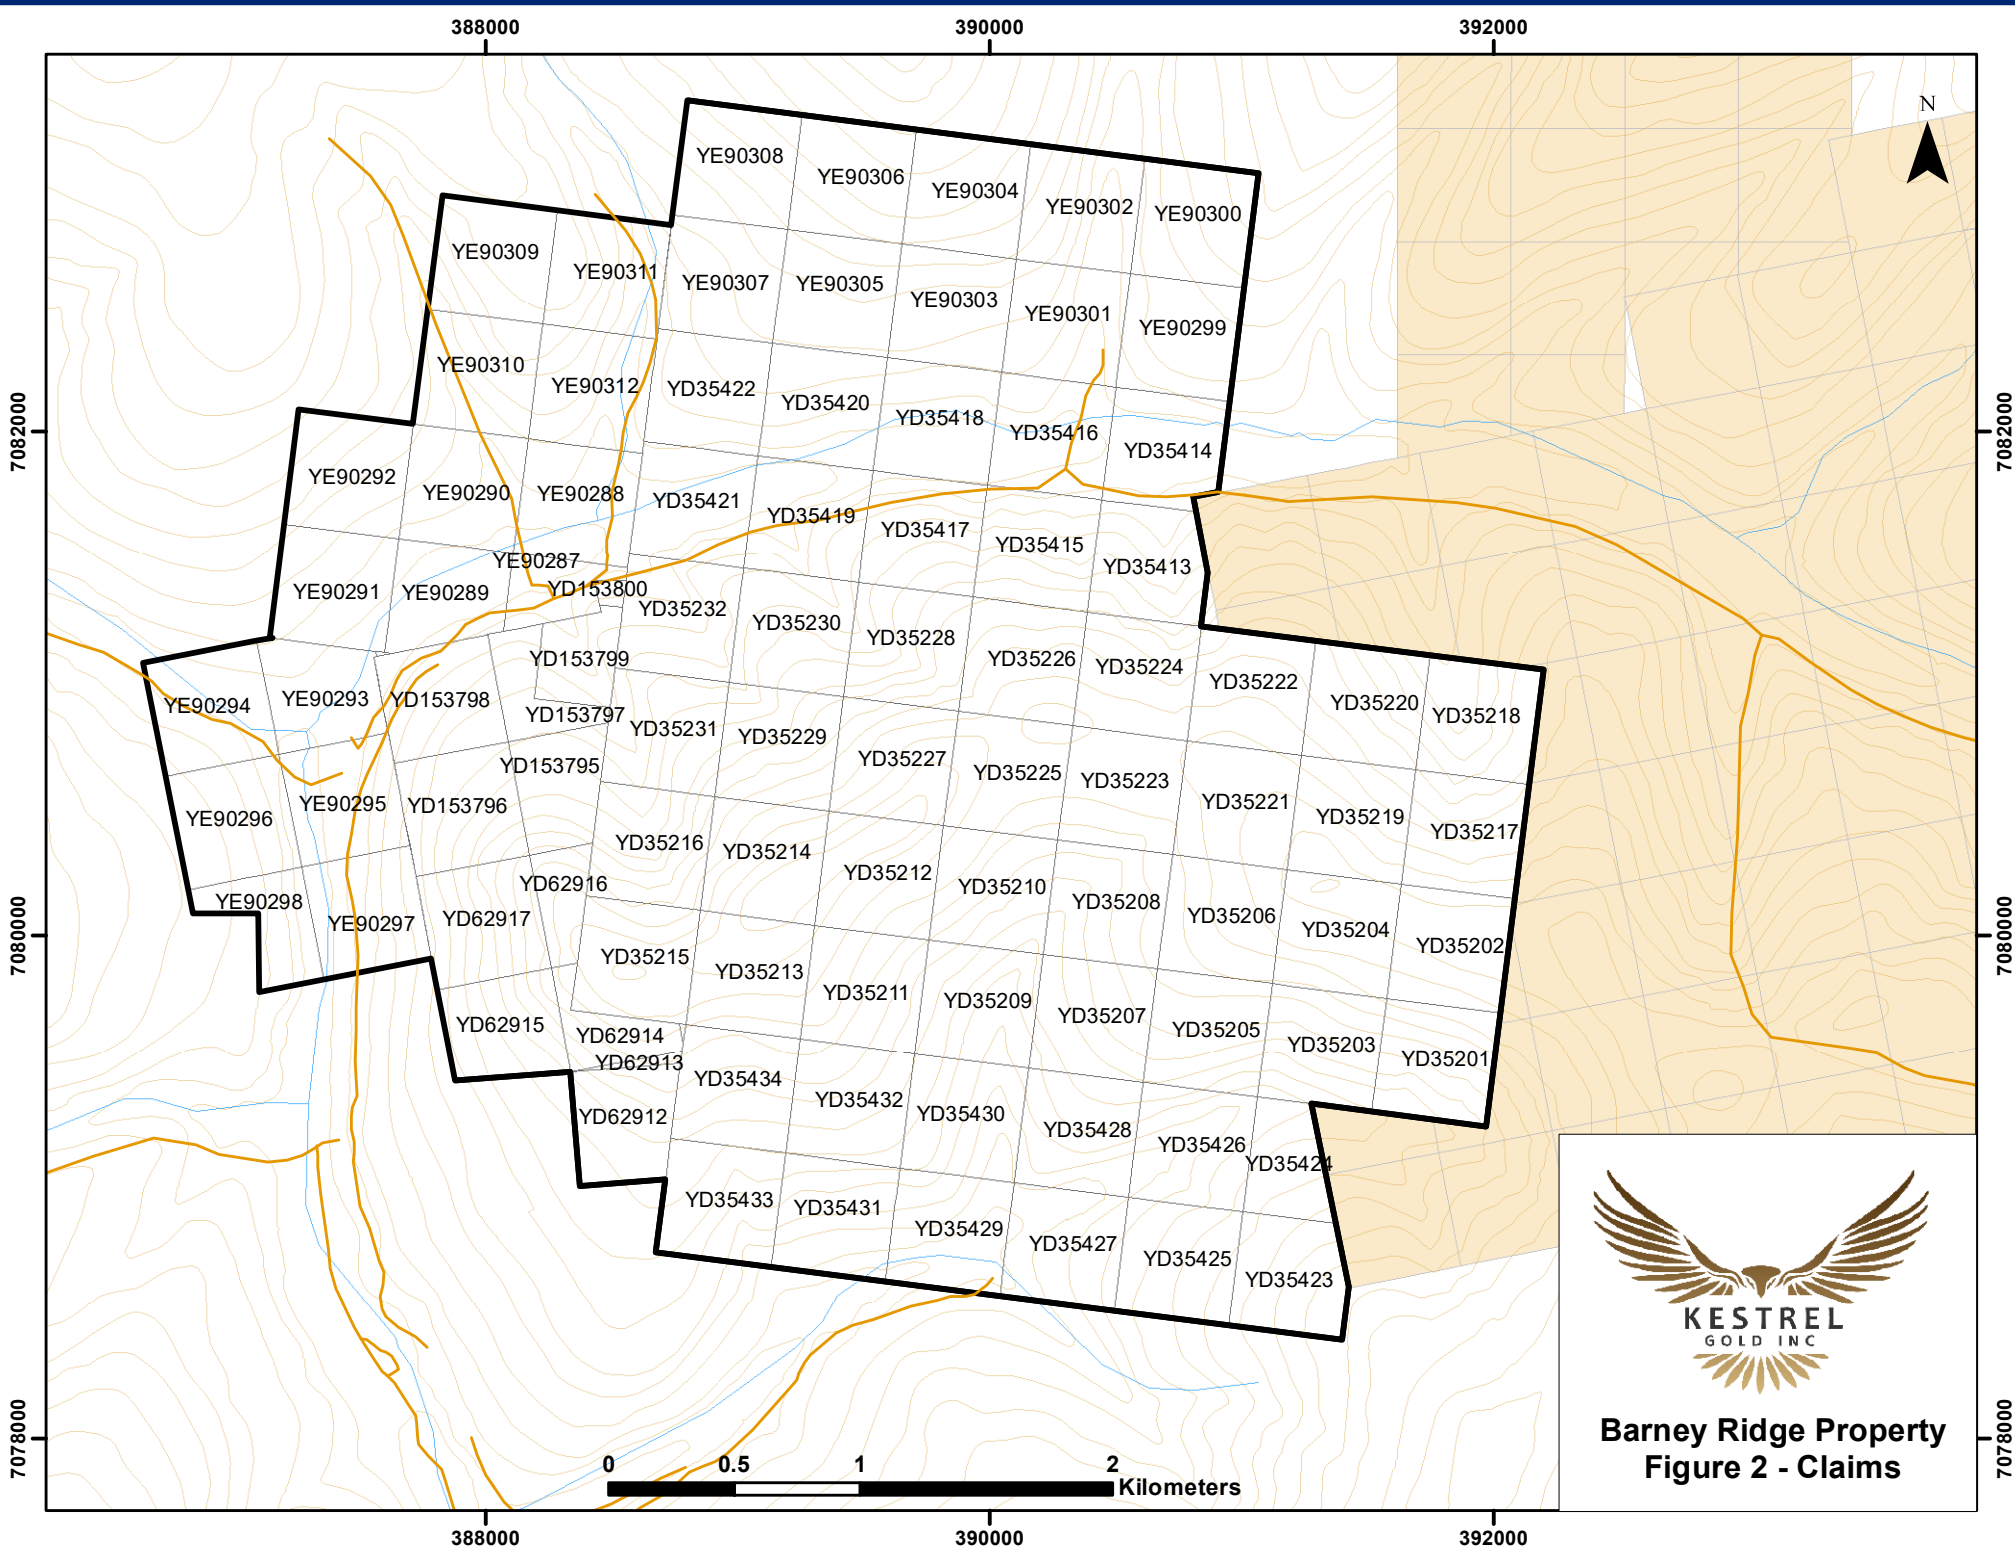 388000 390000 392000
N
YE90308
YE90306
YE90304
YE90302
YE90300
YE90309
YE90311
YE90307
YE90305
YE90303
YE90301
YE90299
YE90310
YE90312
YD35422
YD35420
YD35418
YD35416
YD35414
7082000
7082000
YE90292
YE90290
YE90288
YD35421
YD35419
YD35417
YD35415
YD35413
YE90287
YE90291
YE90289
YD153800
YD35232
YD35230
YD35228
YD35226
YD35224
YD35222
YD35220
YD35218
YD153799
YE90294
YE90293
YD153798
YD153797
YD35231
YD35229
YD35227
YD35225
YD35223
YD35221
YD35219
YD35217
YD153795
YE90296
YE90295
YD153796
YD35216
YD35214
YD35212
YD35210
YD35208
YD35206
YD35204
YD35202
YE90298
YE90297
YD62917
YD62916
7080000
7080000
YD35215
YD35213
YD35211
YD35209
YD35207
YD35205
YD35203
YD35201
YD62915
YD62914
YD62913
YD62912
YD35434
YD35432
YD35430
YD35428
YD35426
YD35424
YD35433
YD35431
YD35429
YD35427
YD35425
YD35423
KESTREL
GOLD INC
Barney Ridge Property
Figure 2 - Claims
7078000
7078000
0 0.5 1 2
Kilometers
388000 390000 392000